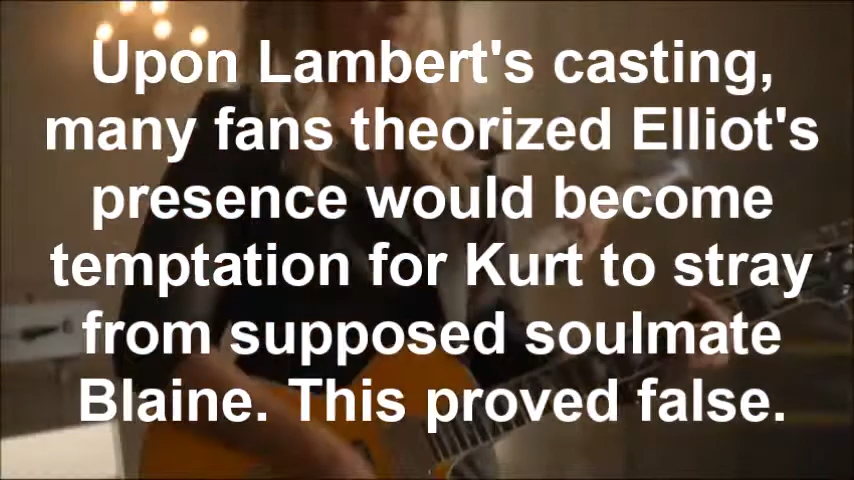 Upon Lambert's casting,
many fans theorized Elliot's
presence would become
temptation for Kurt to stray
from supposed soulmate
Blaine. This proved false.